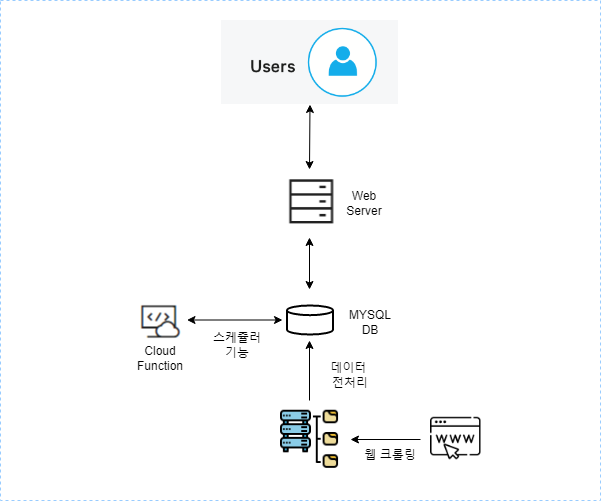 Users
Web
Server
MYSQL
DB
스케쥴러
기능
Cloud
Function
데이터
전처리
WWW
웹 크롤링